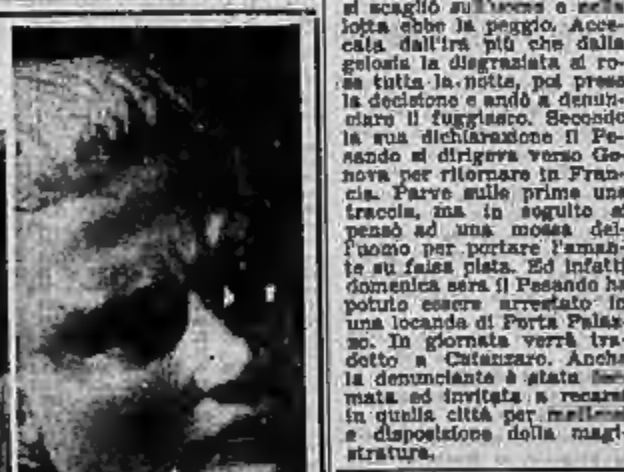 si scagliò sull'uomo e nella
lotta ebbe la peggio. Acce-
cata dall'ira più che dalla
gelosia la disgraziata si ro-
se tutta la notte, poi prese
la decisione e andò a denun-
ciare il fuggiasco. Secondo
la sua dichiarazione il Pe-
sando si dirigeva verso Ge-
nova per ritornare in Fran-
cia. Parve sulle prime una
traccia, ma in seguito si
pensò ad una mossa del-
l'uomo per portare l'aman-
te su falsa pista. Ed infatti
domenica sera il Pesando ha
potuto essere arrestato in
una locanda di Porta Palaz-
zo. In giornata verrà tra-
dotto a Catanzaro. Anche
la denunciante è stata
mata ed invitata a recarsi
in quella città per
a disposizione della magi-
stratura.